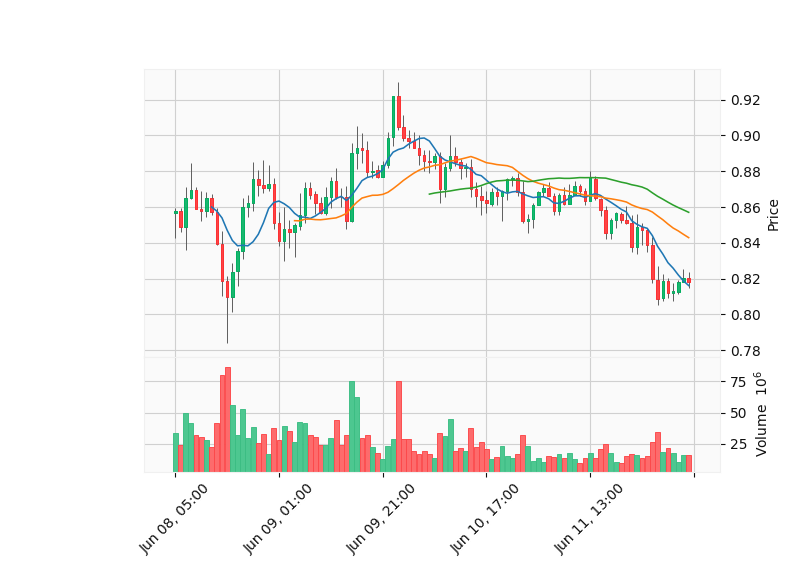 0.92
0.90
0.88
0.86
0.84
0.82
0.80
0.78
Price
75
50
25
Volume 10⁶
Jun 08, 05:00
Jun 09, 01:00
Jun 09, 21:00
Jun 10, 17:00
Jun 11, 13:00